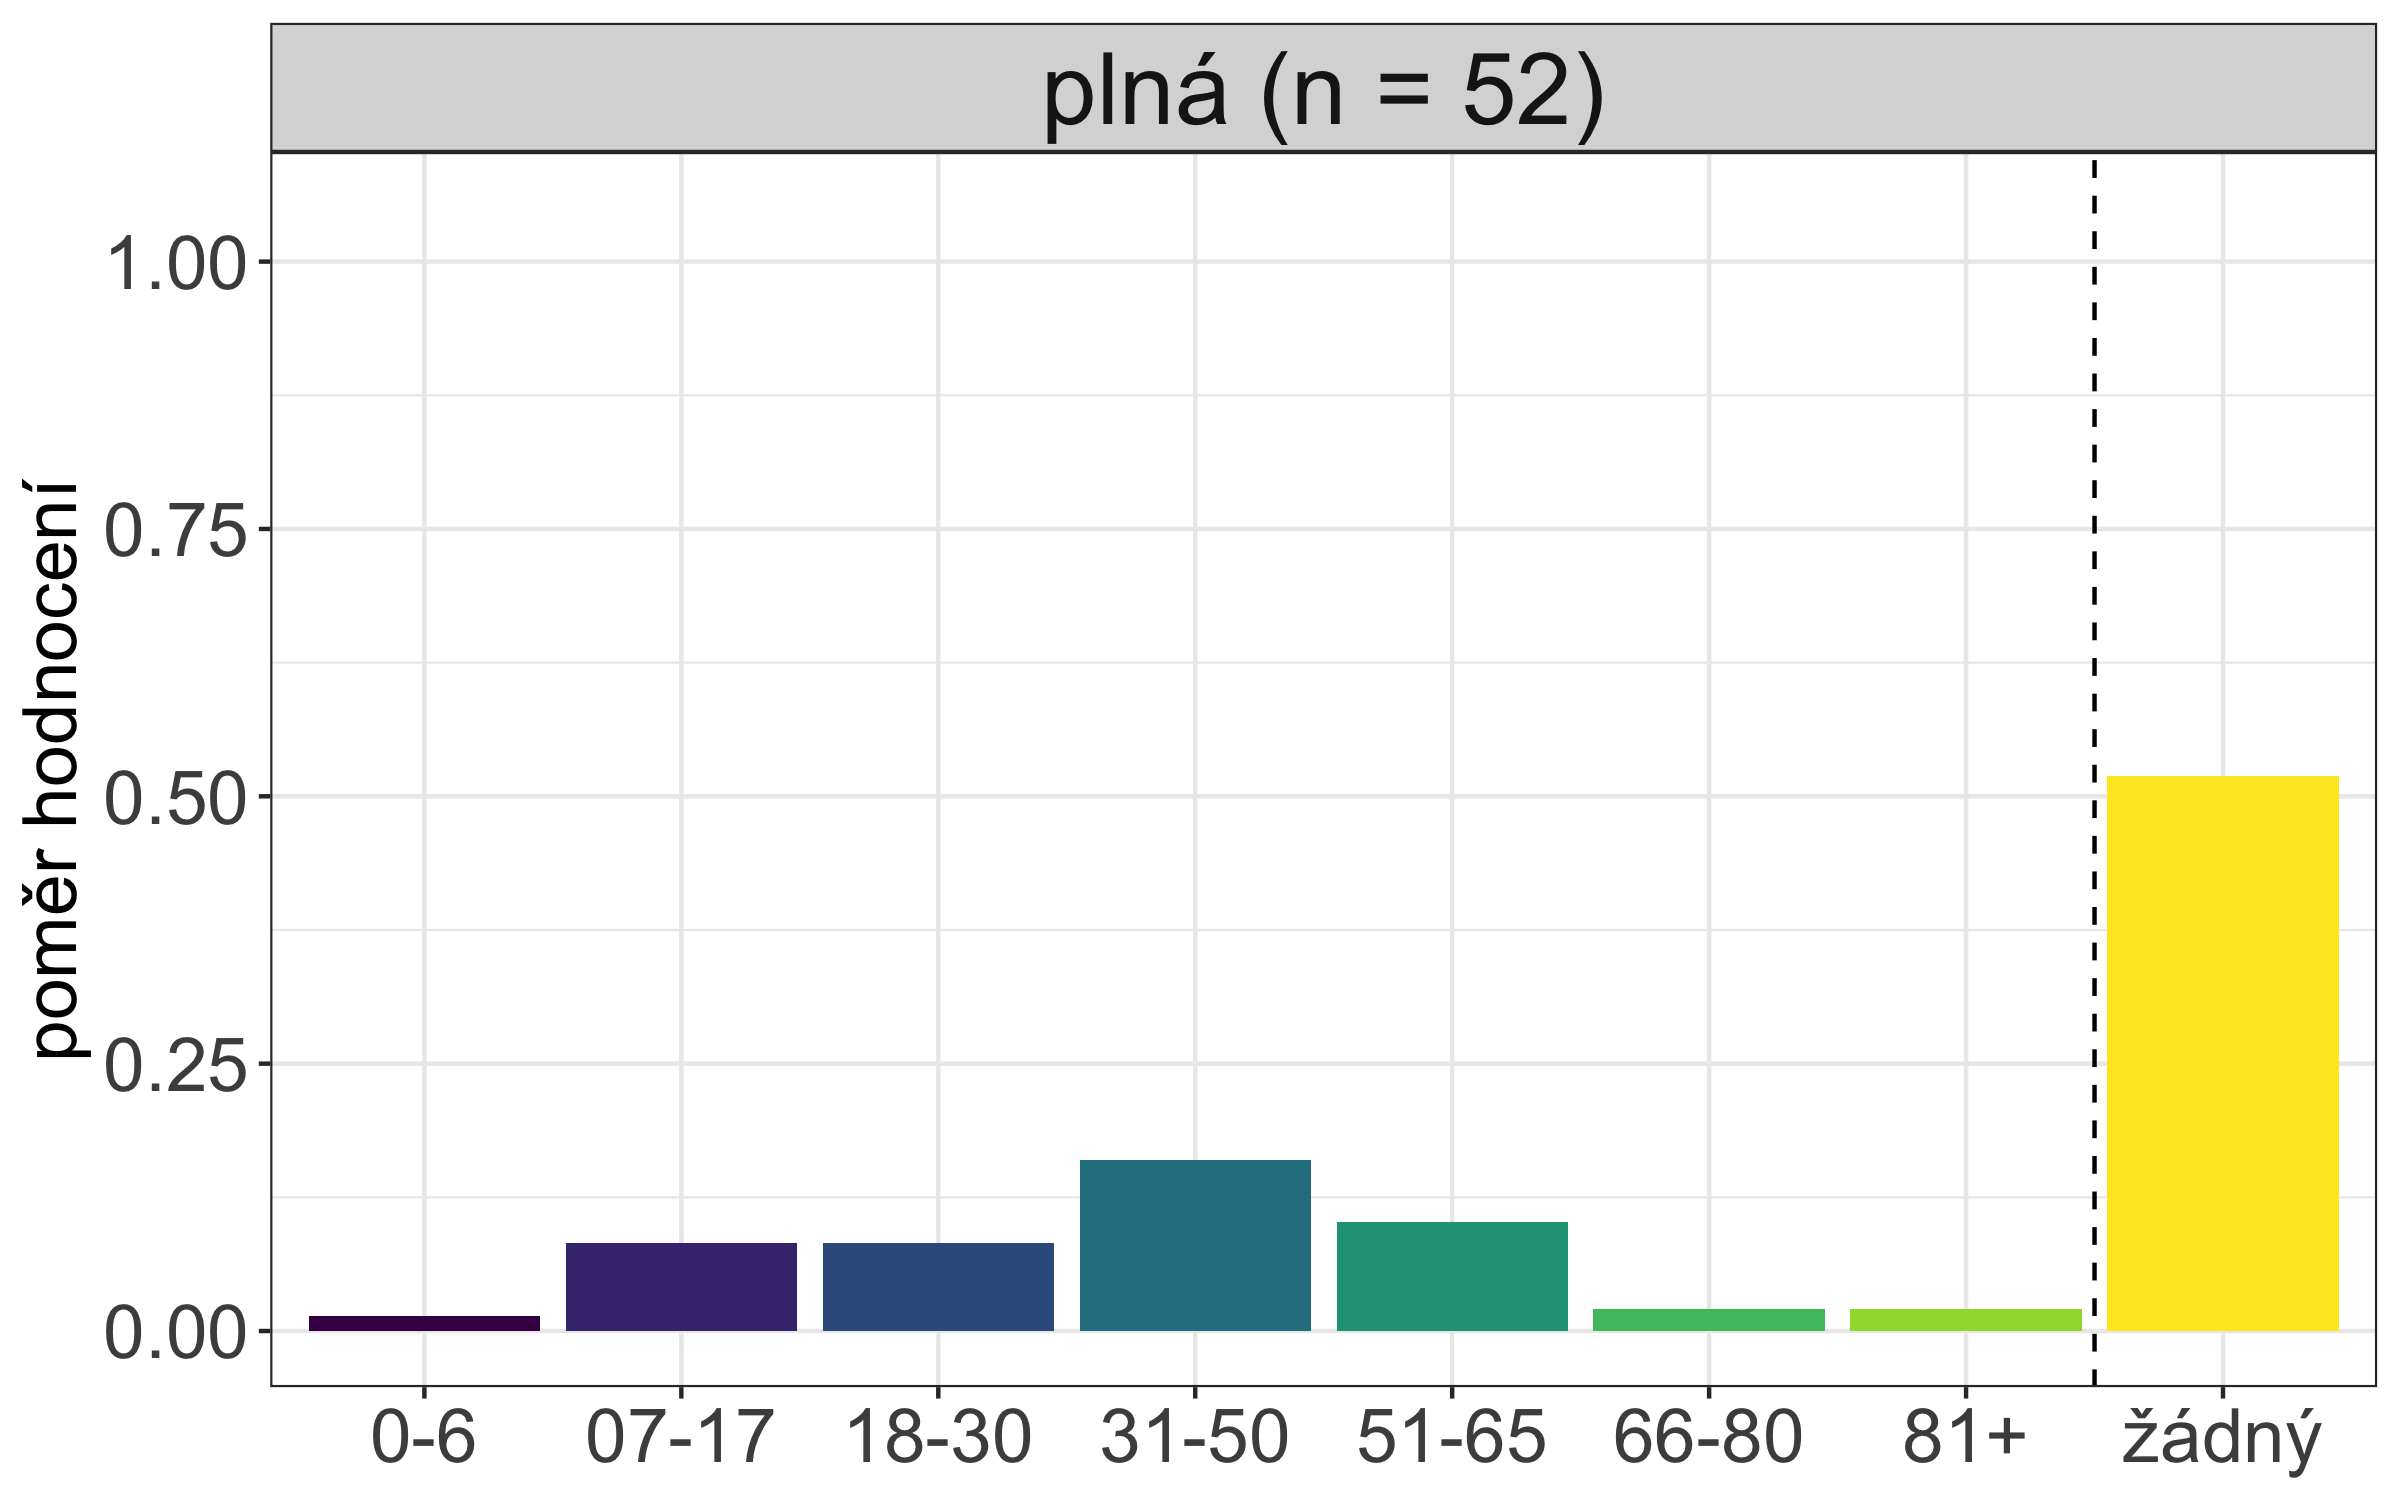 plná (n = 52)
poměr hodnocení
1.00
0.75
0.50
0.25
0.00
0-6 07-17 18-30 31-50 51-65 66-80 81+ žádný